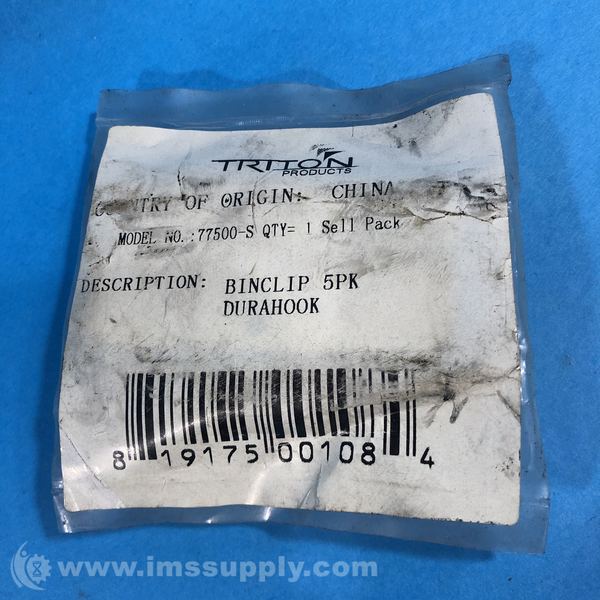 TRITON
PRODUCTS
COUNTRY OF ORIGIN: CHINA
MODEL NO.:77500-S QTY= 1 Sell Pack
DESCRIPTION: BINCLIP 5PK
DURAHOOK
8 19175 00108 4
www.imssupply.com